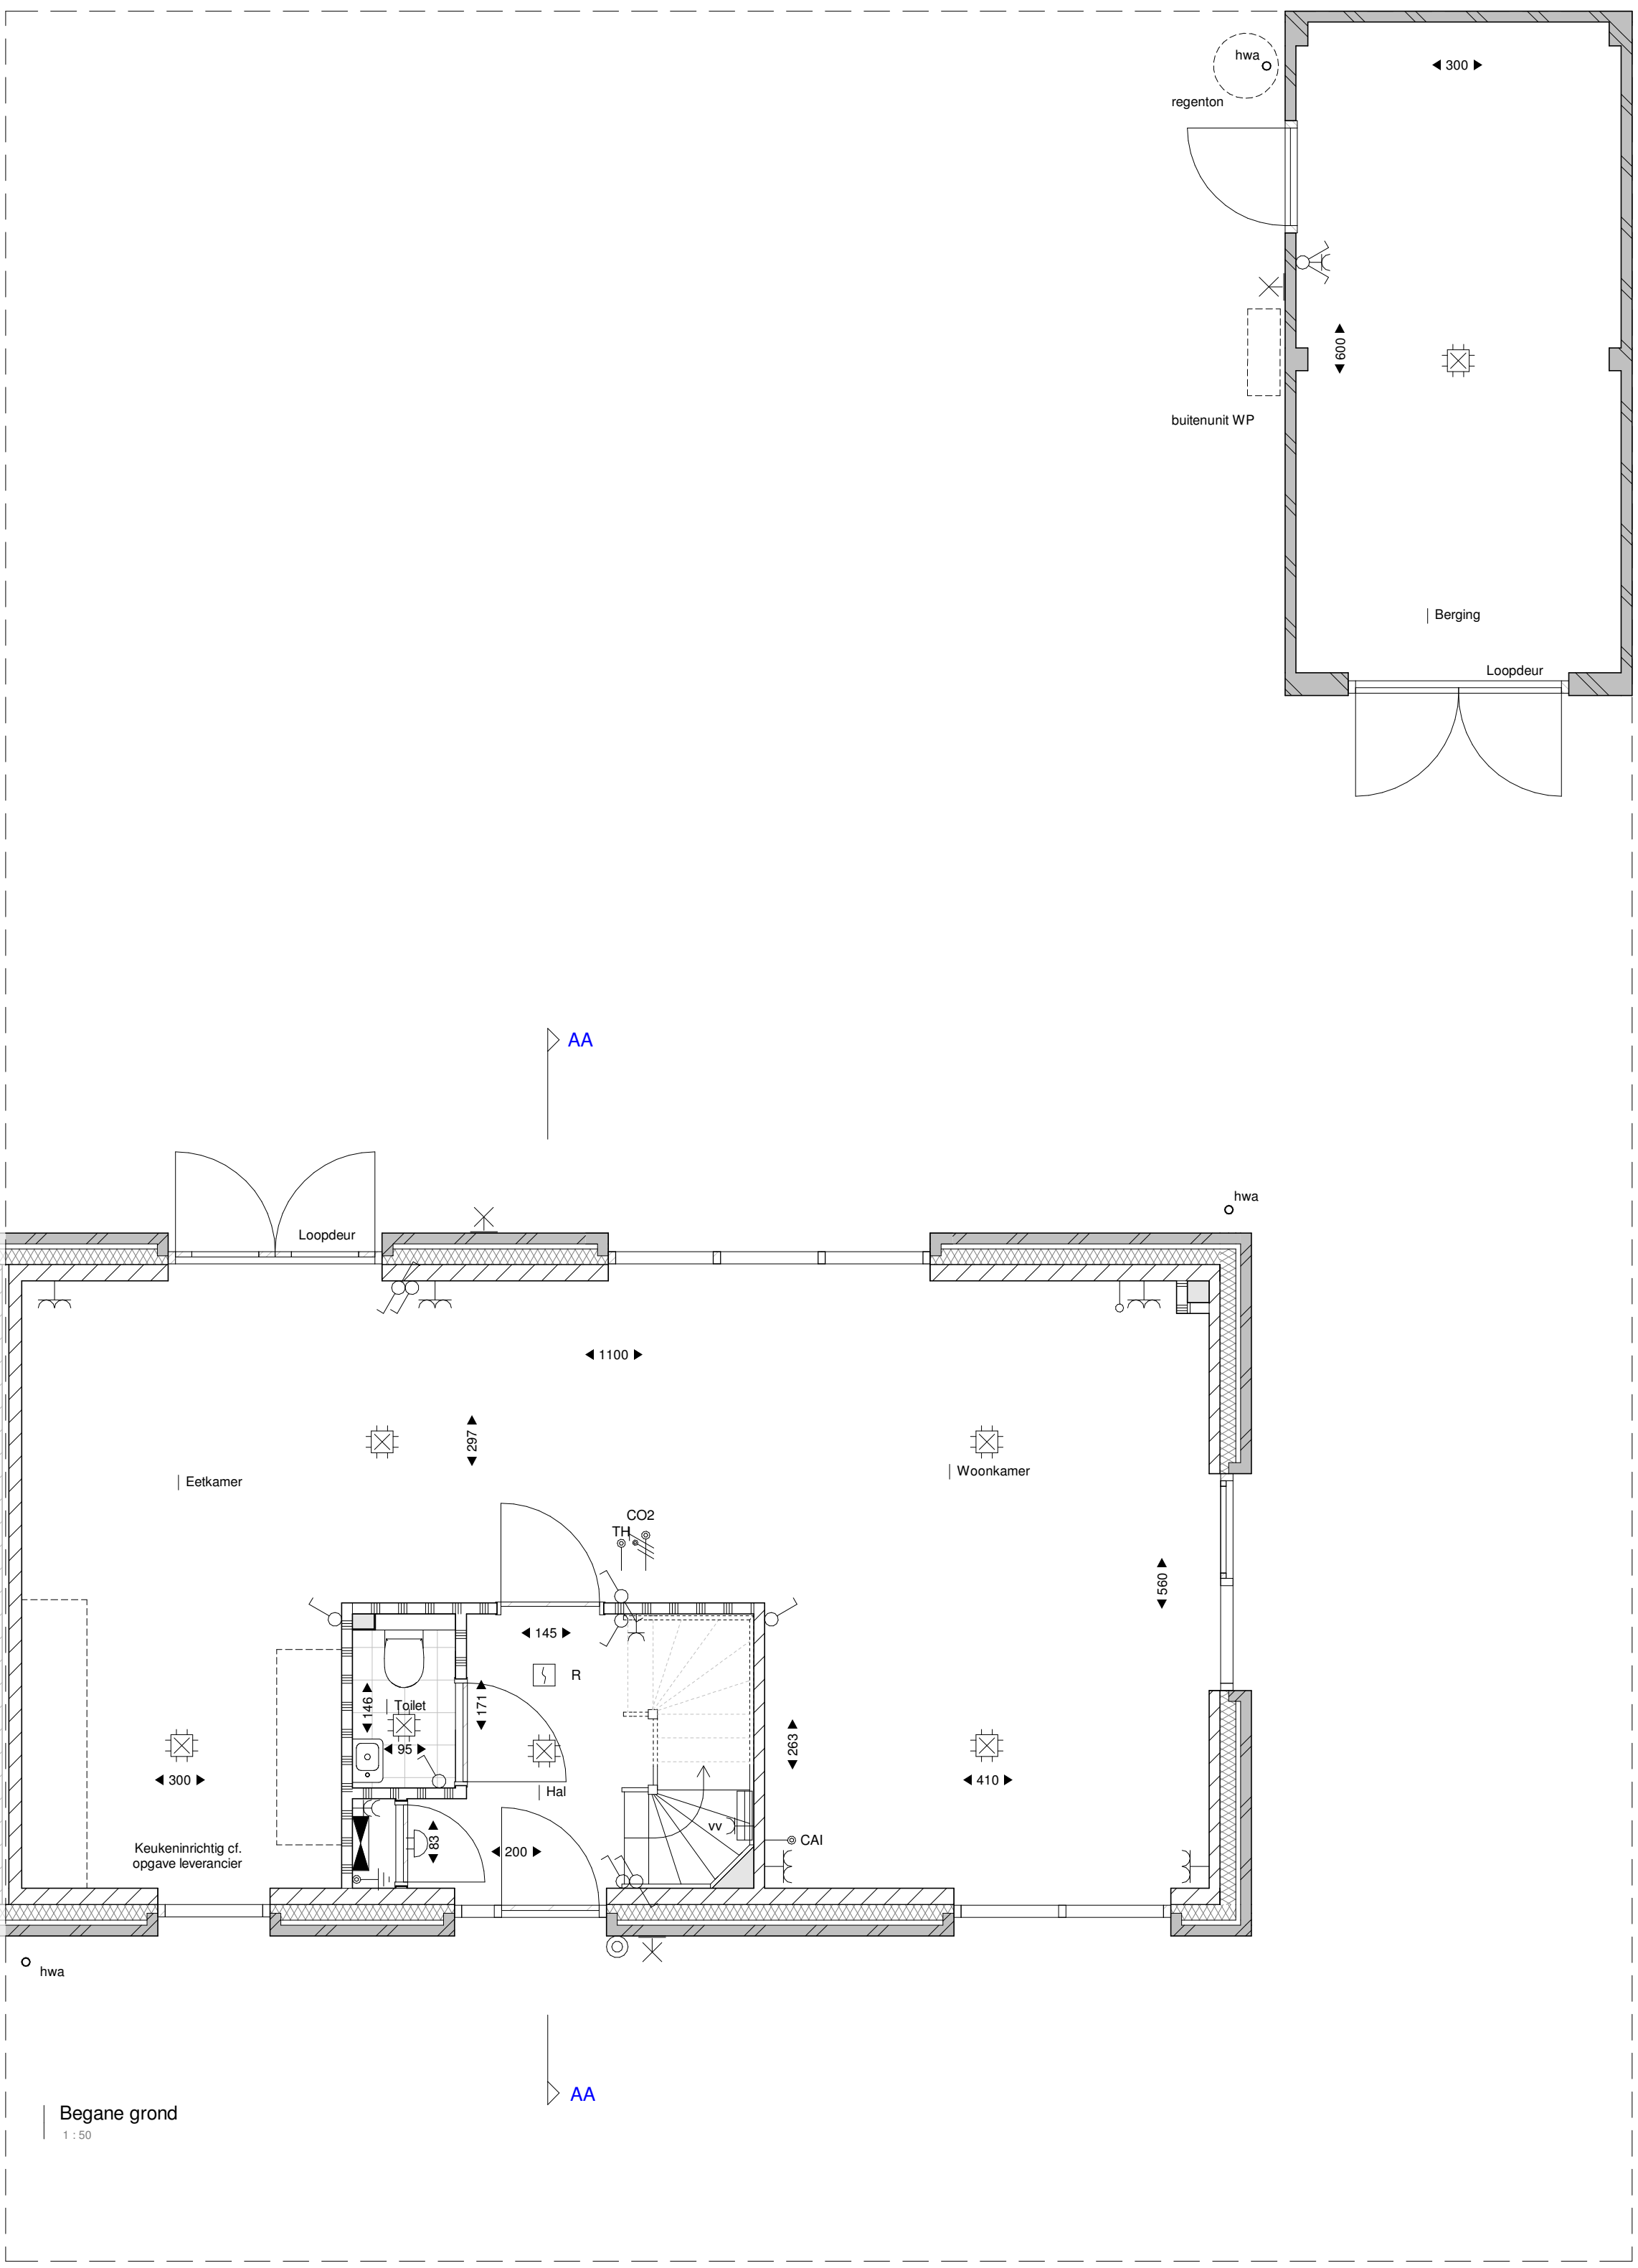 hwa
300
regenton
600
buitenunit WP
Berging
Loopdeur
AA
hwa
Loopdeur
1100
297
Woonkamer
Eetkamer
CO2
TH
560
145
R
146
171
Toilet
263
95
300
410
Hal
vv
83
CAI
Keukeninrichtig cf.
200
opgave leverancier
hwa
AA
Begane grond
1 : 50